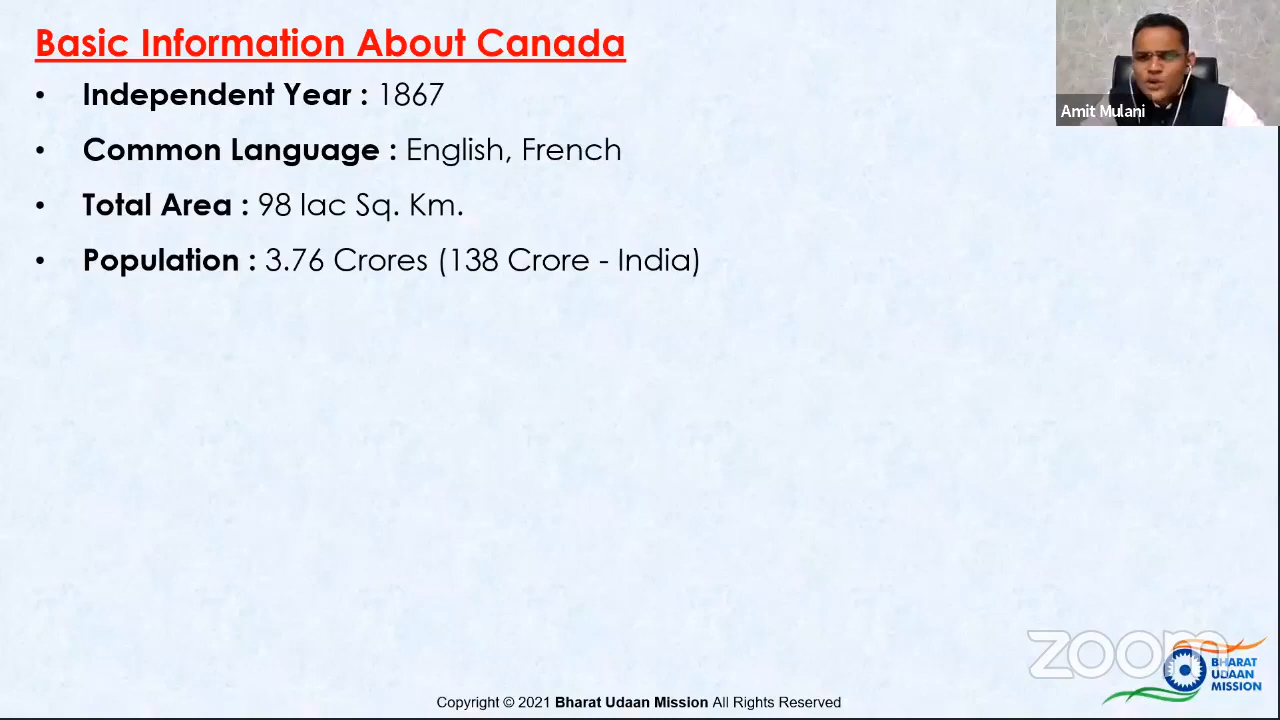 Basic Information About Canada
• Independent Year : 1867
• Common Language : English, French
• Total Area : 98 lac Sq. Km.
• Population : 3.76 Crores (138 Crore - India)
Amit Mulani
zoom
BHARAT
UDAAN
MISSION
Copyright © 2021 Bharat Udaan Mission All Rights Reserved